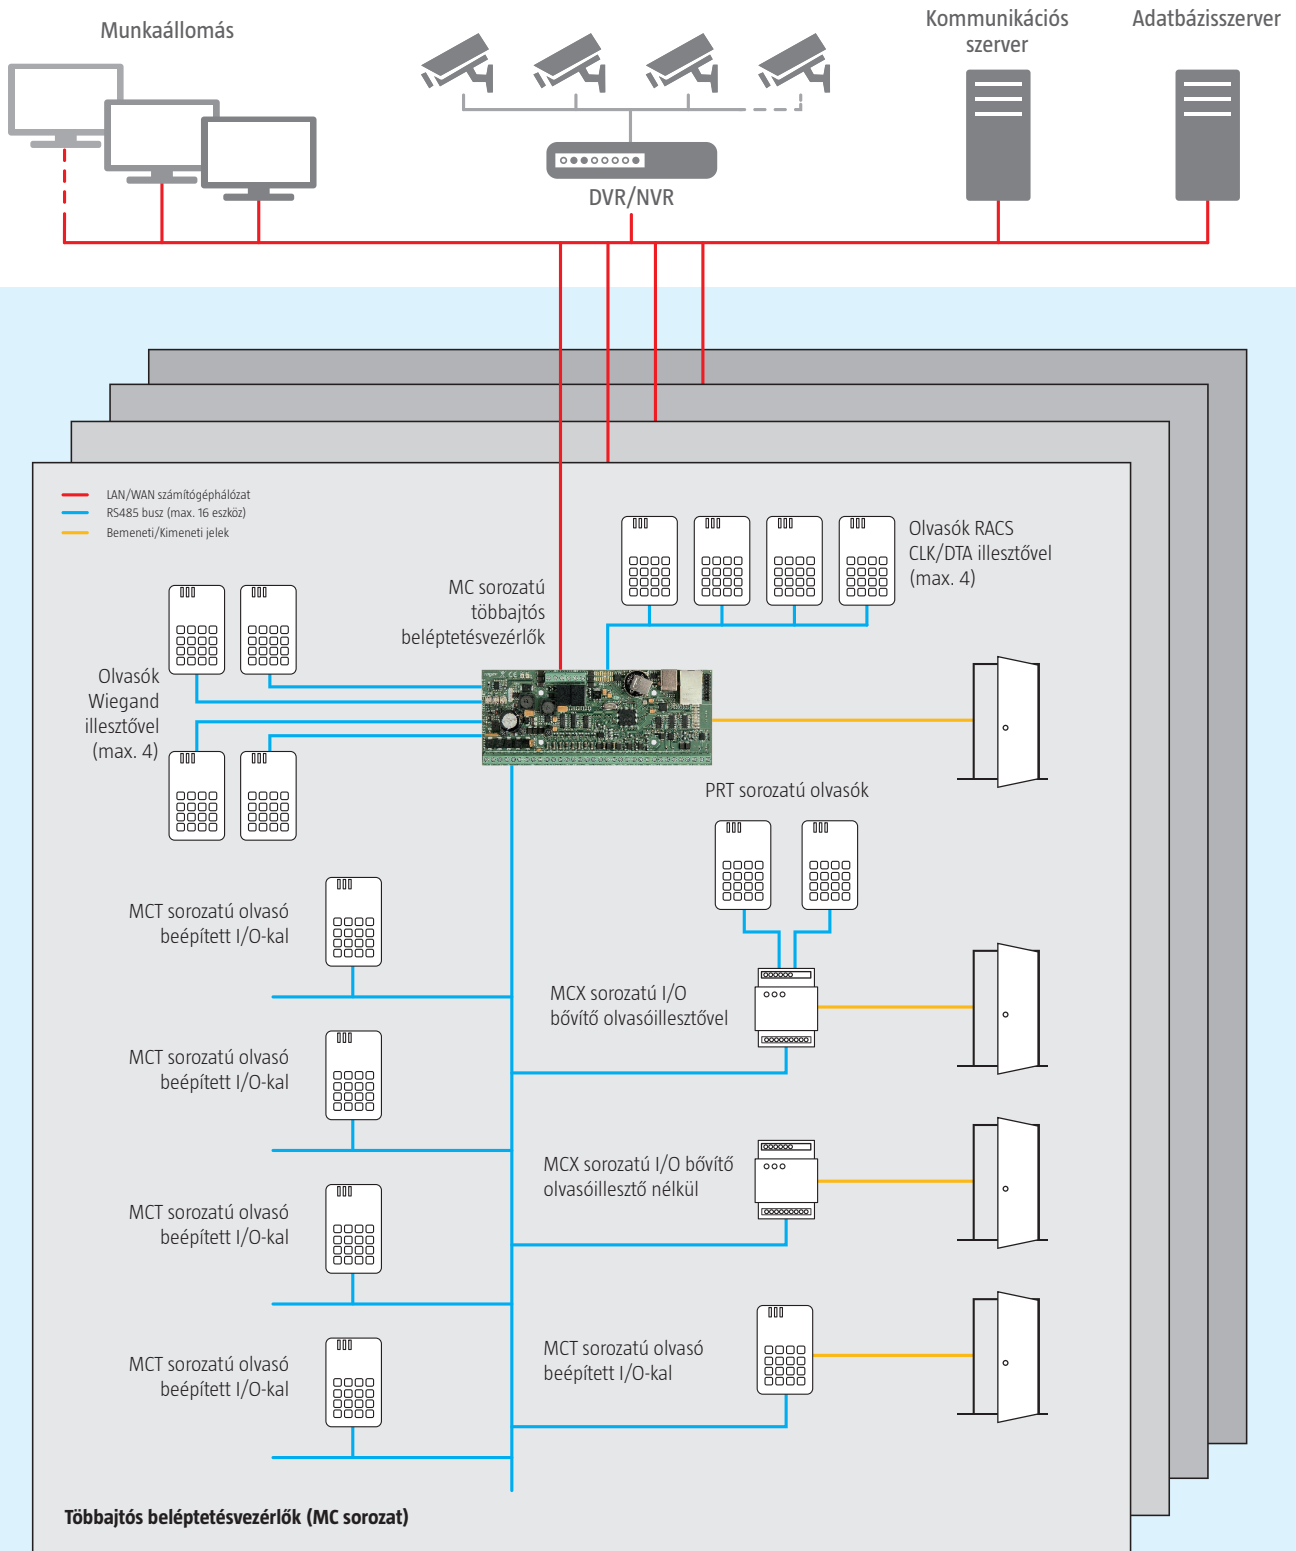 Munkaállomás
Kommunikációs
szerver
Adatbázisszerver
DVR/NVR
LAN/WAN számítógéphálózat
RS485 busz (max. 16 eszköz)
Bemeneti/Kimeneti jelek
Olvasók RACS
CLK/DTA illesztővel
(max. 4)
MC sorozatú
többajtós
beléptetésvezérlők
Olvasók
Wiegand
illesztővel
(max. 4)
PRT sorozatú olvasók
MCT sorozatú olvasó
beépített I/O-kal
MCX sorozatú I/O
bővítő olvasóillesztővel
MCT sorozatú olvasó
beépített I/O-kal
MCX sorozatú I/O bővítő
olvasóillesztő nélkül
MCT sorozatú olvasó
beépített I/O-kal
MCT sorozatú olvasó
beépített I/O-kal
MCT sorozatú olvasó
beépített I/O-kal
Többajtós beléptetésvezérlők (MC sorozat)